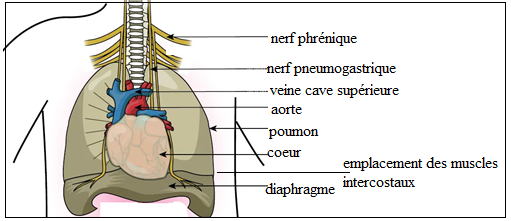 nerf phrénique
nerf pneumogastrique
veine cave supérieure
aorte
poumon
coeur
emplacement des muscles
intercostaux
diaphragme